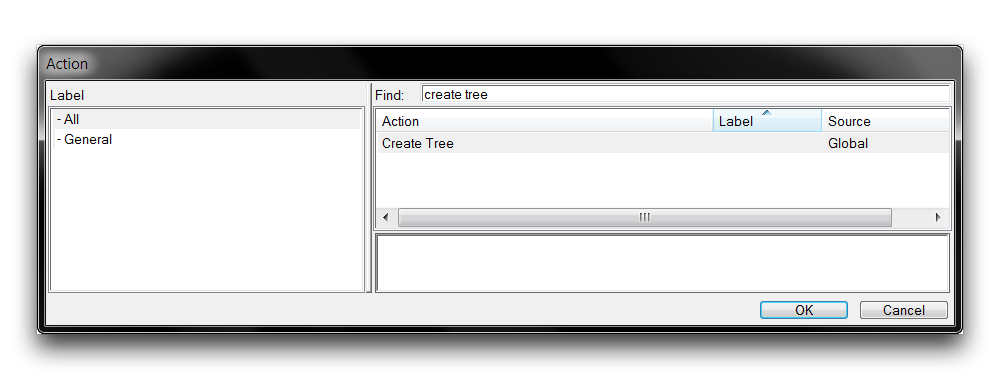 Action
Label
- All
- General
Find: create tree
Action Label Source
Create Tree Global
OK Cancel